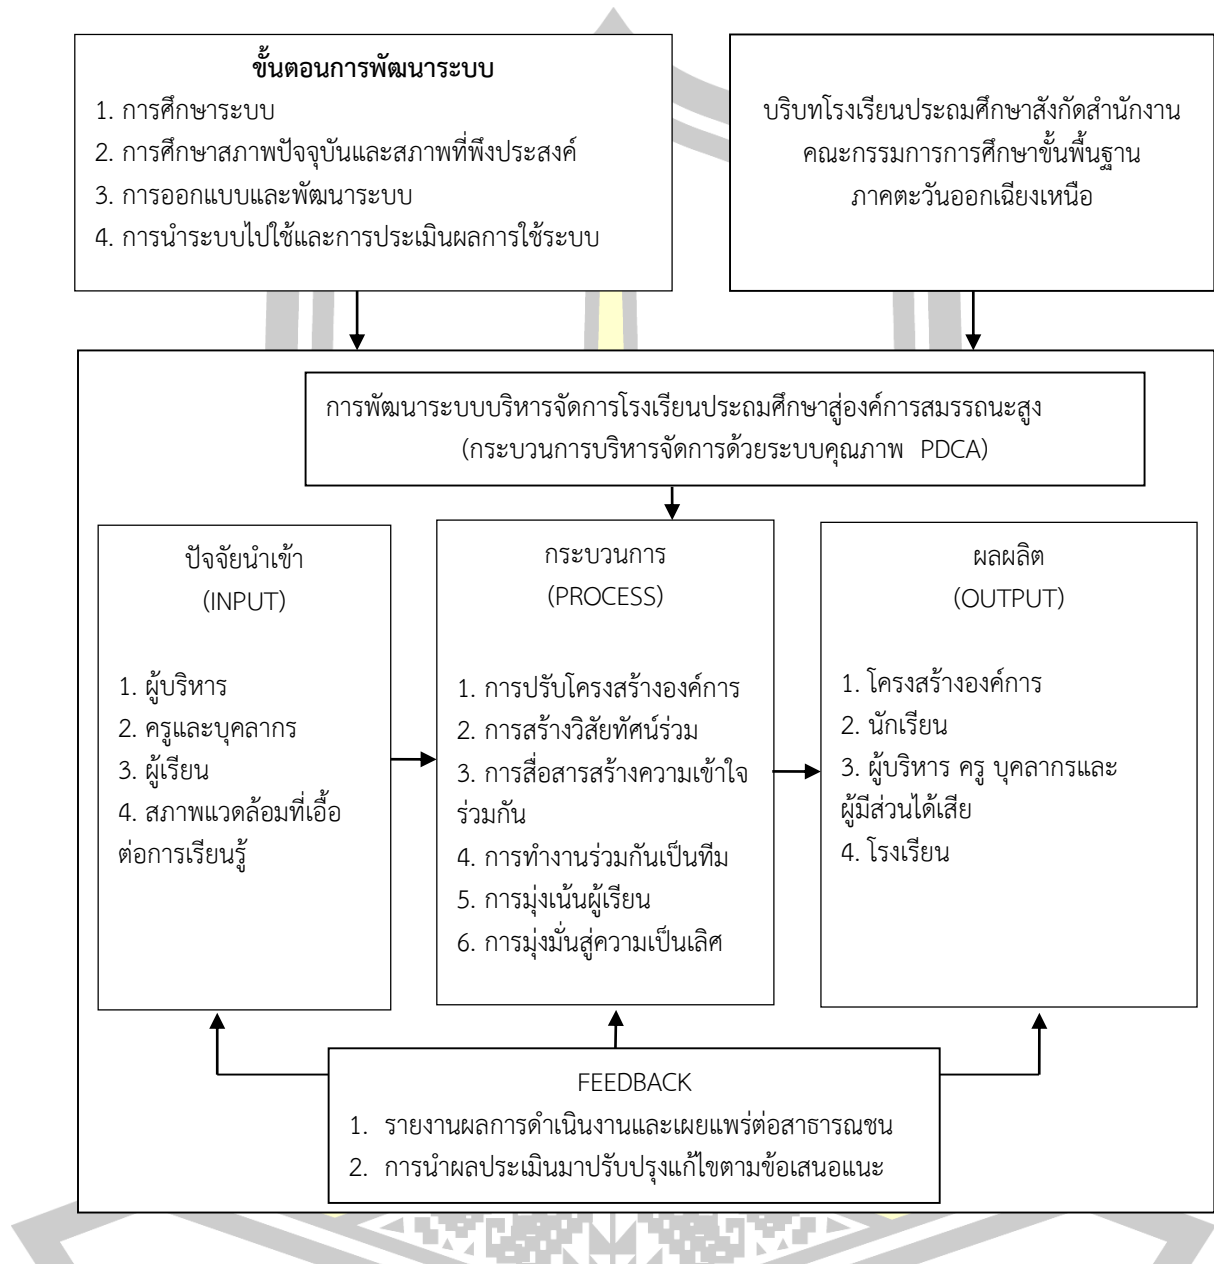 ขั้นตอนการพัฒนาระบบ
1. การศึกษาระบบ
2. การศึกษาสภาพปัจจุบันและสภาพที่พึงประสงค์
3. การออกแบบและพัฒนาระบบ
4. การนำระบบไปใช้และการประเมินผลการใช้ระบบ
บริบทโรงเรียนประถมศึกษาสังกัดสำนักงาน
คณะกรรมการการศึกษาขั้นพื้นฐาน
ภาคตะวันออกเฉียงเหนือ
การพัฒนาระบบบริหารจัดการโรงเรียนประถมศึกษาสู่องค์การสมรรถนะสูง
(กระบวนการบริหารจัดการด้วยระบบคุณภาพ PDCA)
ปัจจัยนำเข้า
(INPUT)
1. ผู้บริหาร
2. ครูและบุคลากร
3. ผู้เรียน
4. สภาพแวดล้อมที่เอื้อ
ต่อการเรียนรู้
กระบวนการ
(PROCESS)
1. การปรับโครงสร้างองค์การ
2. การสร้างวิสัยทัศน์ร่วม
3. การสื่อสารสร้างความเข้าใจ
ร่วมกัน
4. การทำงานร่วมกันเป็นทีม
5. การมุ่งเน้นผู้เรียน
6. การมุ่งมั่นสู่ความเป็นเลิศ
ผลผลิต
(OUTPUT)
1. โครงสร้างองค์การ
2. นักเรียน
3. ผู้บริหาร ครู บุคลากรและ
ผู้มีส่วนได้เสีย
4. โรงเรียน
FEEDBACK
1. รายงานผลการดำเนินงานและเผยแพร่ต่อสาธารณชน
2. การนำผลประเมินมาปรับปรุงแก้ไขตามข้อเสนอแนะ